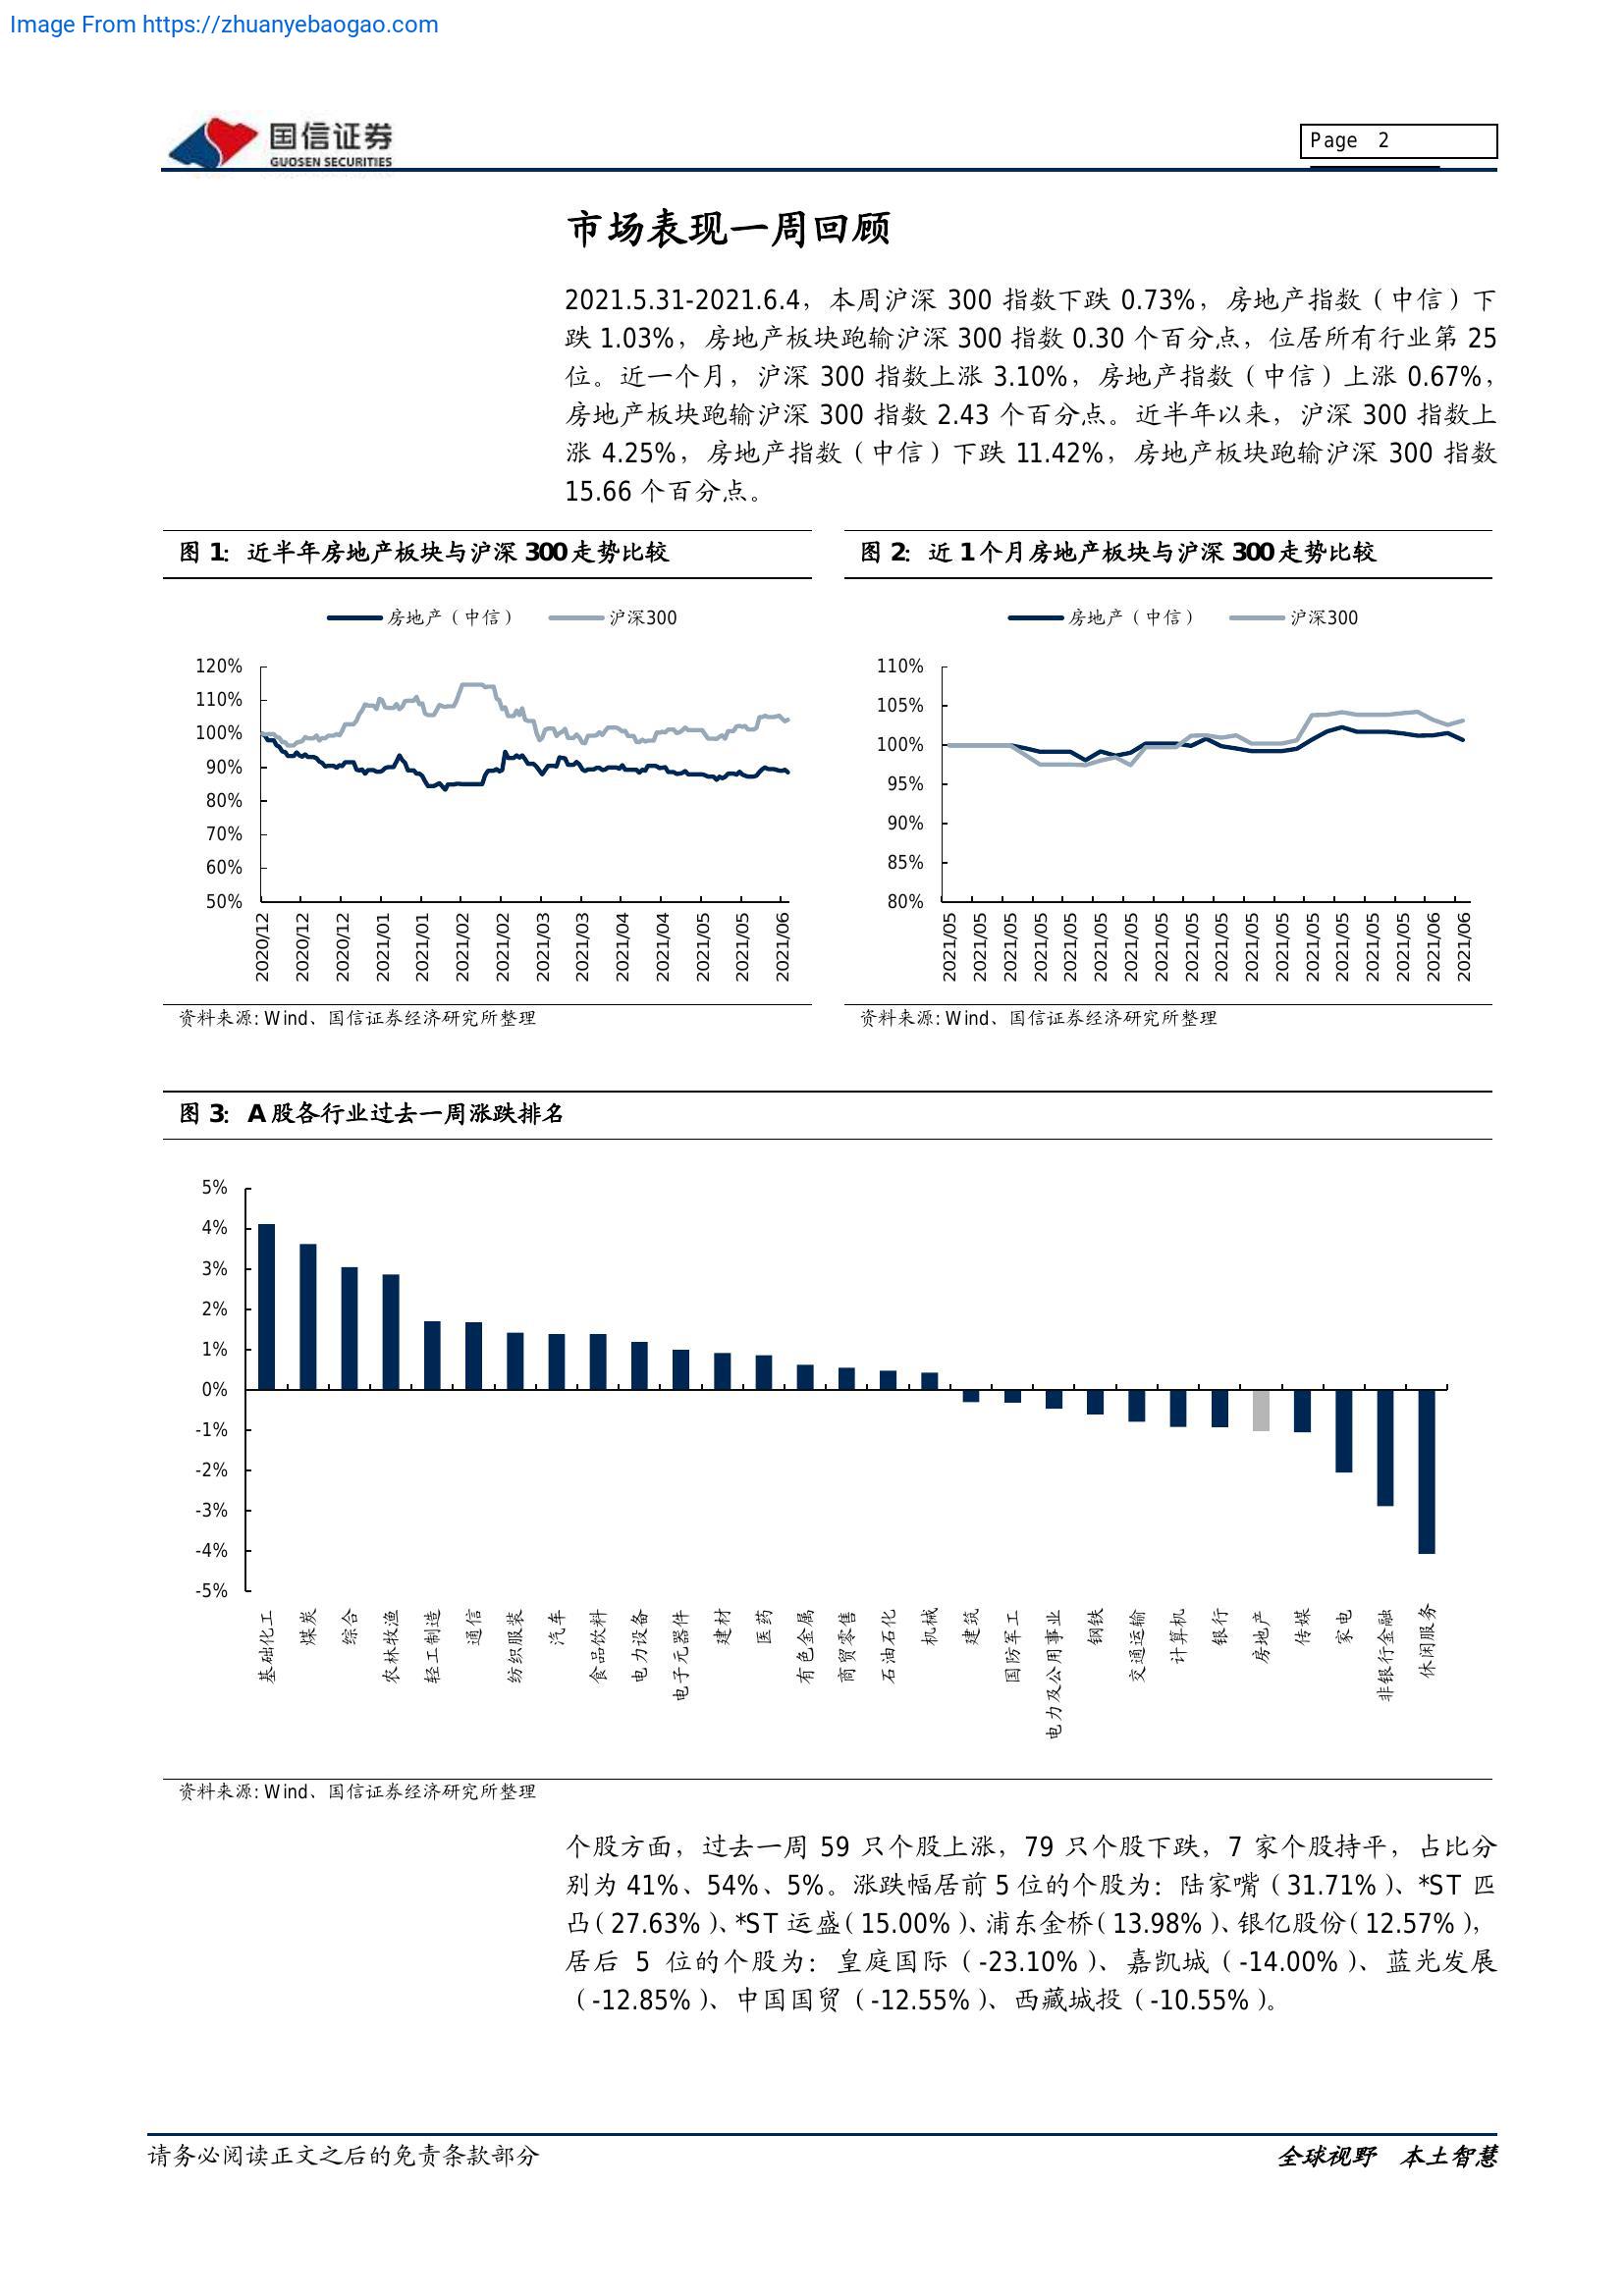 Image From https://zhuanyebaogao.com
国信证券
GUOSEN SECURITIES
Page 2
市场表现一周回顾
2021.5.31-2021.6.4，本周沪深 300 指数下跌 0.73%，房地产指数（中信）下
跌 1.03%，房地产板块跑输沪深 300 指数 0.30 个百分点，位居所有行业第 25
位。近一个月，沪深 300 指数上涨 3.10%，房地产指数（中信）上涨 0.67%，
房地产板块跑输沪深 300 指数 2.43 个百分点。近半年以来，沪深 300 指数上
涨 4.25%，房地产指数（中信）下跌 11.42%，房地产板块跑输沪深 300 指数
15.66 个百分点。
图 1：近半年房地产板块与沪深 300 走势比较
房地产（中信） 沪深300
120%
110%
100%
90%
80%
70%
60%
50%
2020/12 2020/12 2020/12 2021/01 2021/01 2021/02 2021/02 2021/03 2021/03 2021/04 2021/04 2021/05 2021/05 2021/06
资料来源: Wind、国信证券经济研究所整理
图 2：近 1 个月房地产板块与沪深 300 走势比较
房地产（中信） 沪深300
110%
105%
100%
95%
90%
85%
80%
2021/05 2021/05 2021/05 2021/05 2021/05 2021/05 2021/05 2021/05 2021/05 2021/05 2021/05 2021/05 2021/05 2021/05 2021/05 2021/05 2021/06 2021/06
资料来源: Wind、国信证券经济研究所整理
图 3：A 股各行业过去一周涨跌排名
5%
4%
3%
2%
1%
0%
-1%
-2%
-3%
-4%
-5%
基础化工 煤炭 综合 农林牧渔 轻工制造 通信 纺织服装 汽车 食品饮料 电力设备 电子元器件 建材 医药 有色金属 商贸零售 石油石化 机械 建筑 国防军工 电力及公用事业 钢铁 交通运输 计算机 银行 房地产 传媒 家电 非银行金融 休闲服务
资料来源: Wind、国信证券经济研究所整理
个股方面，过去一周 59 只个股上涨，79 只个股下跌，7 家个股持平，占比分
别为 41%、54%、5%。涨跌幅居前 5 位的个股为：陆家嘴（31.71%）、*ST 匹
凸（27.63%）、*ST 运盛（15.00%）、浦东金桥（13.98%）、银亿股份（12.57%），
居后 5 位的个股为：皇庭国际（-23.10%）、嘉凯城（-14.00%）、蓝光发展
（-12.85%）、中国国贸（-12.55%）、西藏城投（-10.55%）。
请务必阅读正文之后的免责条款部分
全球视野 本土智慧